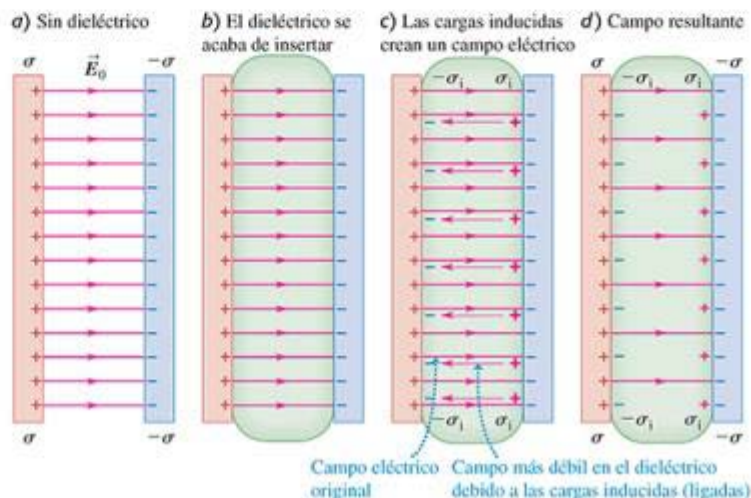 a) Sin dieléctrico
σ
−σ
E⃗₀
σ
−σ
b) El dieléctrico se
acaba de insertar
c) Las cargas inducidas
crean un campo eléctrico
−σᵢ
σᵢ
−σᵢ
σᵢ
Campo eléctrico
original
Campo más débil en el dieléctrico
debido a las cargas inducidas (ligadas)
d) Campo resultante
σ
−σ
−σᵢ
σᵢ
−σᵢ
σᵢ
σ
−σ